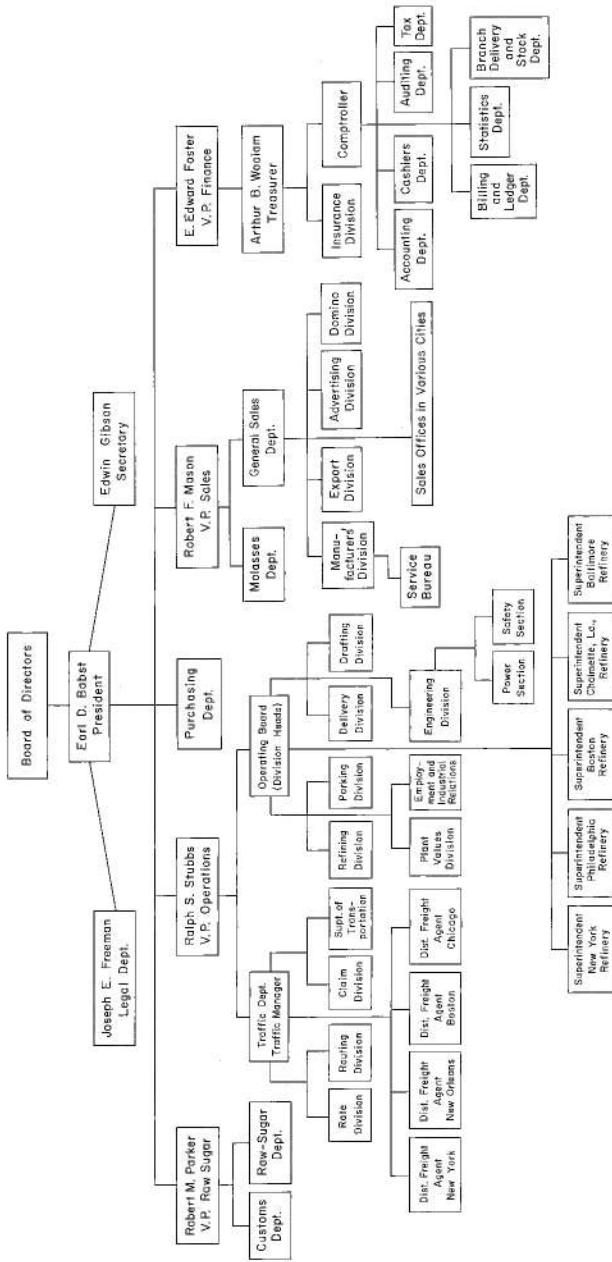 Board of Directors
Earl D. Babst
President
Joseph E. Freeman
Legal Dept.
Edwin Gibson
Secretary
Robert M. Parker
V.P. Raw Sugar
Ralph S. Stubbs
V.P. Operations
Purchasing
Dept.
Robert F. Mason
V.P. Sales
E. Edward Foster
V.P. Finance
Customs
Dept.
Raw-Sugar
Dept.
Traffic Dept.
Traffic Manager
Operating Board
(Division Heads)
Molasses
Dept.
General Sales
Dept.
Arthur B. Woolam
Treasurer
Rate
Division
Routing
Division
Claim
Division
Supt. of
Trans-
portation
Refining
Division
Packing
Division
Delivery
Division
Drafting
Division
Manu-
facturers'
Division
Export
Division
Advertising
Division
Domino
Division
Insurance
Division
Comptroller
Dist. Freight
Agent
New York
Dist. Freight
Agent
New Orleans
Dist. Freight
Agent
Boston
Dist. Freight
Agent
Chicago
Plant
Values
Division
Employ-
ment and
Industrial
Relations
Engineering
Division
Service
Bureau
Sales Offices in Various Cities
Accounting
Dept.
Cashiers
Dept.
Auditing
Dept.
Tax
Dept.
Power
Section
Safety
Section
Billing
and
Ledger
Dept.
Statistics
Dept.
Branch
Delivery
and
Stock
Dept.
Superintendent
New York
Refinery
Superintendent
Philadelphia
Refinery
Superintendent
Boston
Refinery
Superintendent
Chalmette, La.,
Refinery
Superintendent
Baltimore
Refinery